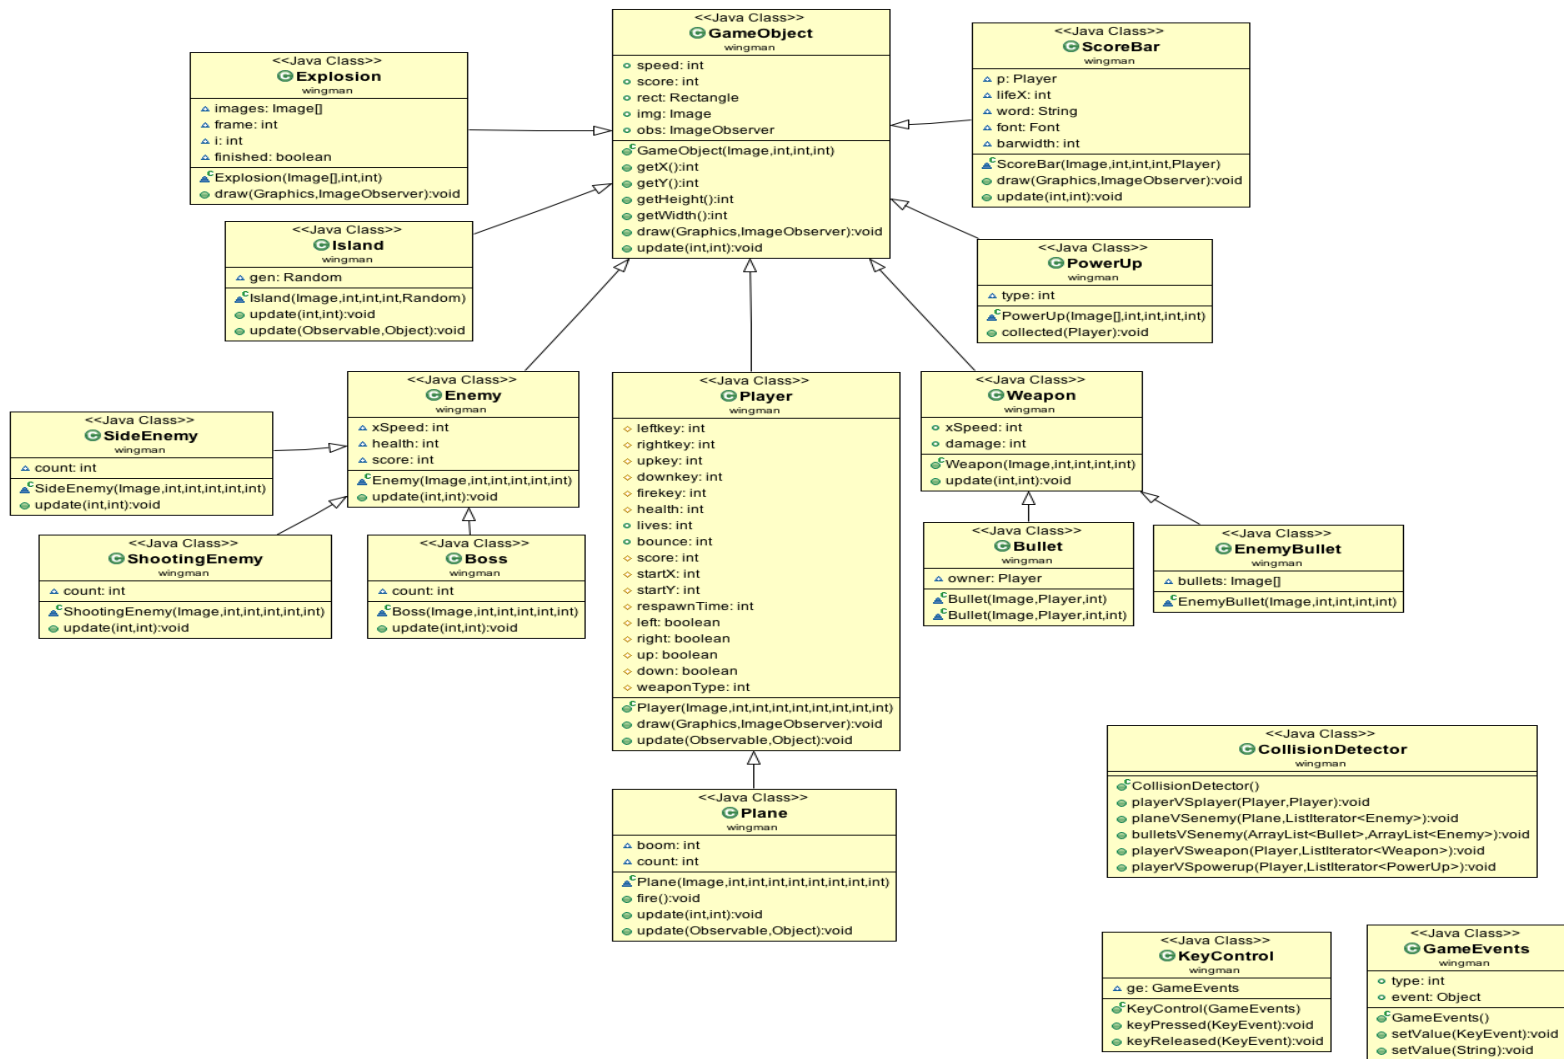 <<Java Class>>
GameObject
wingman
speed: int
score: int
rect: Rectangle
img: Image
obs: ImageObserver
GameObject(Image,int,int,int)
getX():int
getY():int
getHeight():int
getWidth():int
draw(Graphics,ImageObserver):void
update(int,int):void
<<Java Class>>
ScoreBar
wingman
p: Player
lifeX: int
word: String
font: Font
barwidth: int
ScoreBar(Image,int,int,int,Player)
draw(Graphics,ImageObserver):void
update(int,int):void
<<Java Class>>
Explosion
wingman
images: Image[]
frame: int
i: int
finished: boolean
Explosion(Image[],int,int)
draw(Graphics,ImageObserver):void
<<Java Class>>
Island
wingman
gen: Random
Island(Image,int,int,int,Random)
update(int,int):void
update(Observable,Object):void
<<Java Class>>
PowerUp
wingman
type: int
PowerUp(Image[],int,int,int,int)
collected(Player):void
<<Java Class>>
Enemy
wingman
xSpeed: int
health: int
score: int
Enemy(Image,int,int,int,int,int)
update(int,int):void
<<Java Class>>
Player
wingman
leftkey: int
rightkey: int
upkey: int
downkey: int
firekey: int
health: int
lives: int
bounce: int
score: int
startX: int
startY: int
respawnTime: int
left: boolean
right: boolean
up: boolean
down: boolean
weaponType: int
Player(Image,int,int,int,int,int,int,int,int)
draw(Graphics,ImageObserver):void
update(Observable,Object):void
<<Java Class>>
Weapon
wingman
xSpeed: int
damage: int
Weapon(Image,int,int,int,int)
update(int,int):void
<<Java Class>>
SideEnemy
wingman
count: int
SideEnemy(Image,int,int,int,int,int)
update(int,int):void
<<Java Class>>
ShootingEnemy
wingman
count: int
ShootingEnemy(Image,int,int,int,int,int)
update(int,int):void
<<Java Class>>
Boss
wingman
count: int
Boss(Image,int,int,int,int,int)
update(int,int):void
<<Java Class>>
Bullet
wingman
owner: Player
Bullet(Image,Player,int)
Bullet(Image,Player,int,int)
<<Java Class>>
EnemyBullet
wingman
bullets: Image[]
EnemyBullet(Image,int,int,int,int)
<<Java Class>>
Plane
wingman
boom: int
count: int
Plane(Image,int,int,int,int,int,int,int,int)
fire():void
update(int,int):void
update(Observable,Object):void
<<Java Class>>
CollisionDetector
wingman
CollisionDetector()
playerVSplayer(Player,Player):void
planeVSenemy(Plane,ListIterator<Enemy>):void
bulletsVSenemy(ArrayList<Bullet>,ArrayList<Enemy>):void
playerVSweapon(Player,ListIterator<Weapon>):void
playerVSpowerup(Player,ListIterator<PowerUp>):void
<<Java Class>>
KeyControl
wingman
ge: GameEvents
KeyControl(GameEvents)
keyPressed(KeyEvent):void
keyReleased(KeyEvent):void
<<Java Class>>
GameEvents
wingman
type: int
event: Object
GameEvents()
setValue(KeyEvent):void
setValue(String):void